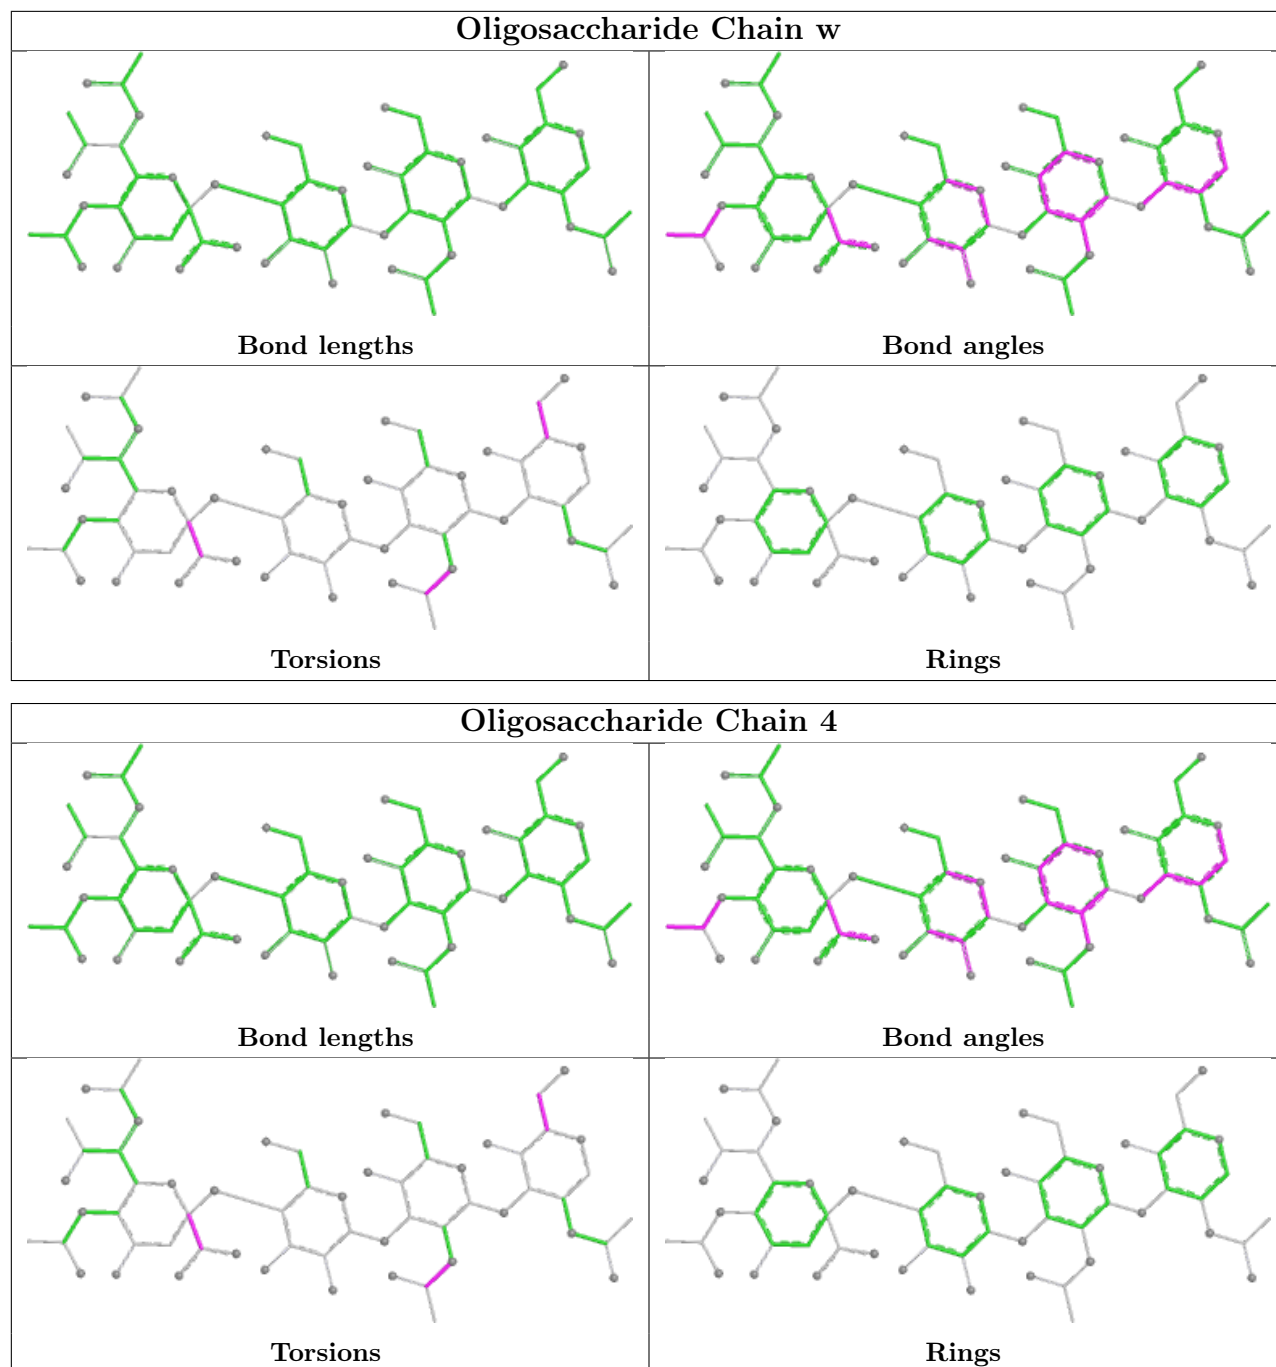 Oligosaccharide Chain w
Bond lengths
Bond angles
Torsions
Rings
Oligosaccharide Chain 4
Bond lengths
Bond angles
Torsions
Rings